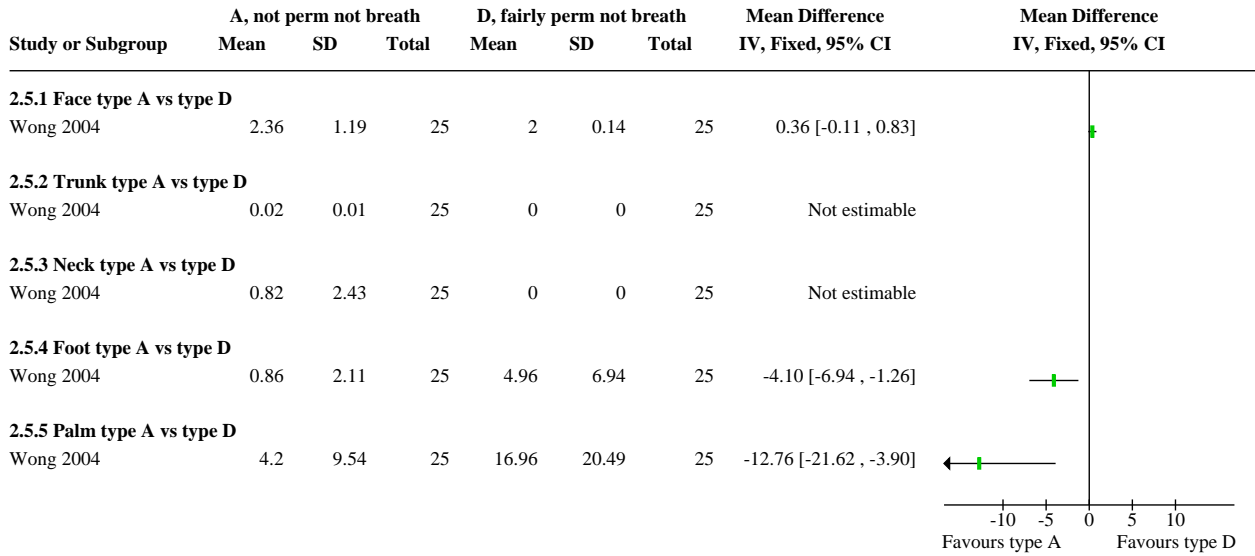 A, not perm not breath D, fairly perm not breath Mean Difference Mean Difference
Study or Subgroup Mean SD Total Mean SD Total IV, Fixed, 95% CI IV, Fixed, 95% CI
2.5.1 Face type A vs type D
Wong 2004 2.36 1.19 25 2 0.14 25 0.36 [-0.11 , 0.83]
2.5.2 Trunk type A vs type D
Wong 2004 0.02 0.01 25 0 0 25 Not estimable
2.5.3 Neck type A vs type D
Wong 2004 0.82 2.43 25 0 0 25 Not estimable
2.5.4 Foot type A vs type D
Wong 2004 0.86 2.11 25 4.96 6.94 25 -4.10 [-6.94 , -1.26]
2.5.5 Palm type A vs type D
Wong 2004 4.2 9.54 25 16.96 20.49 25 -12.76 [-21.62 , -3.90]
-10 -5 0 5 10
Favours type A Favours type D